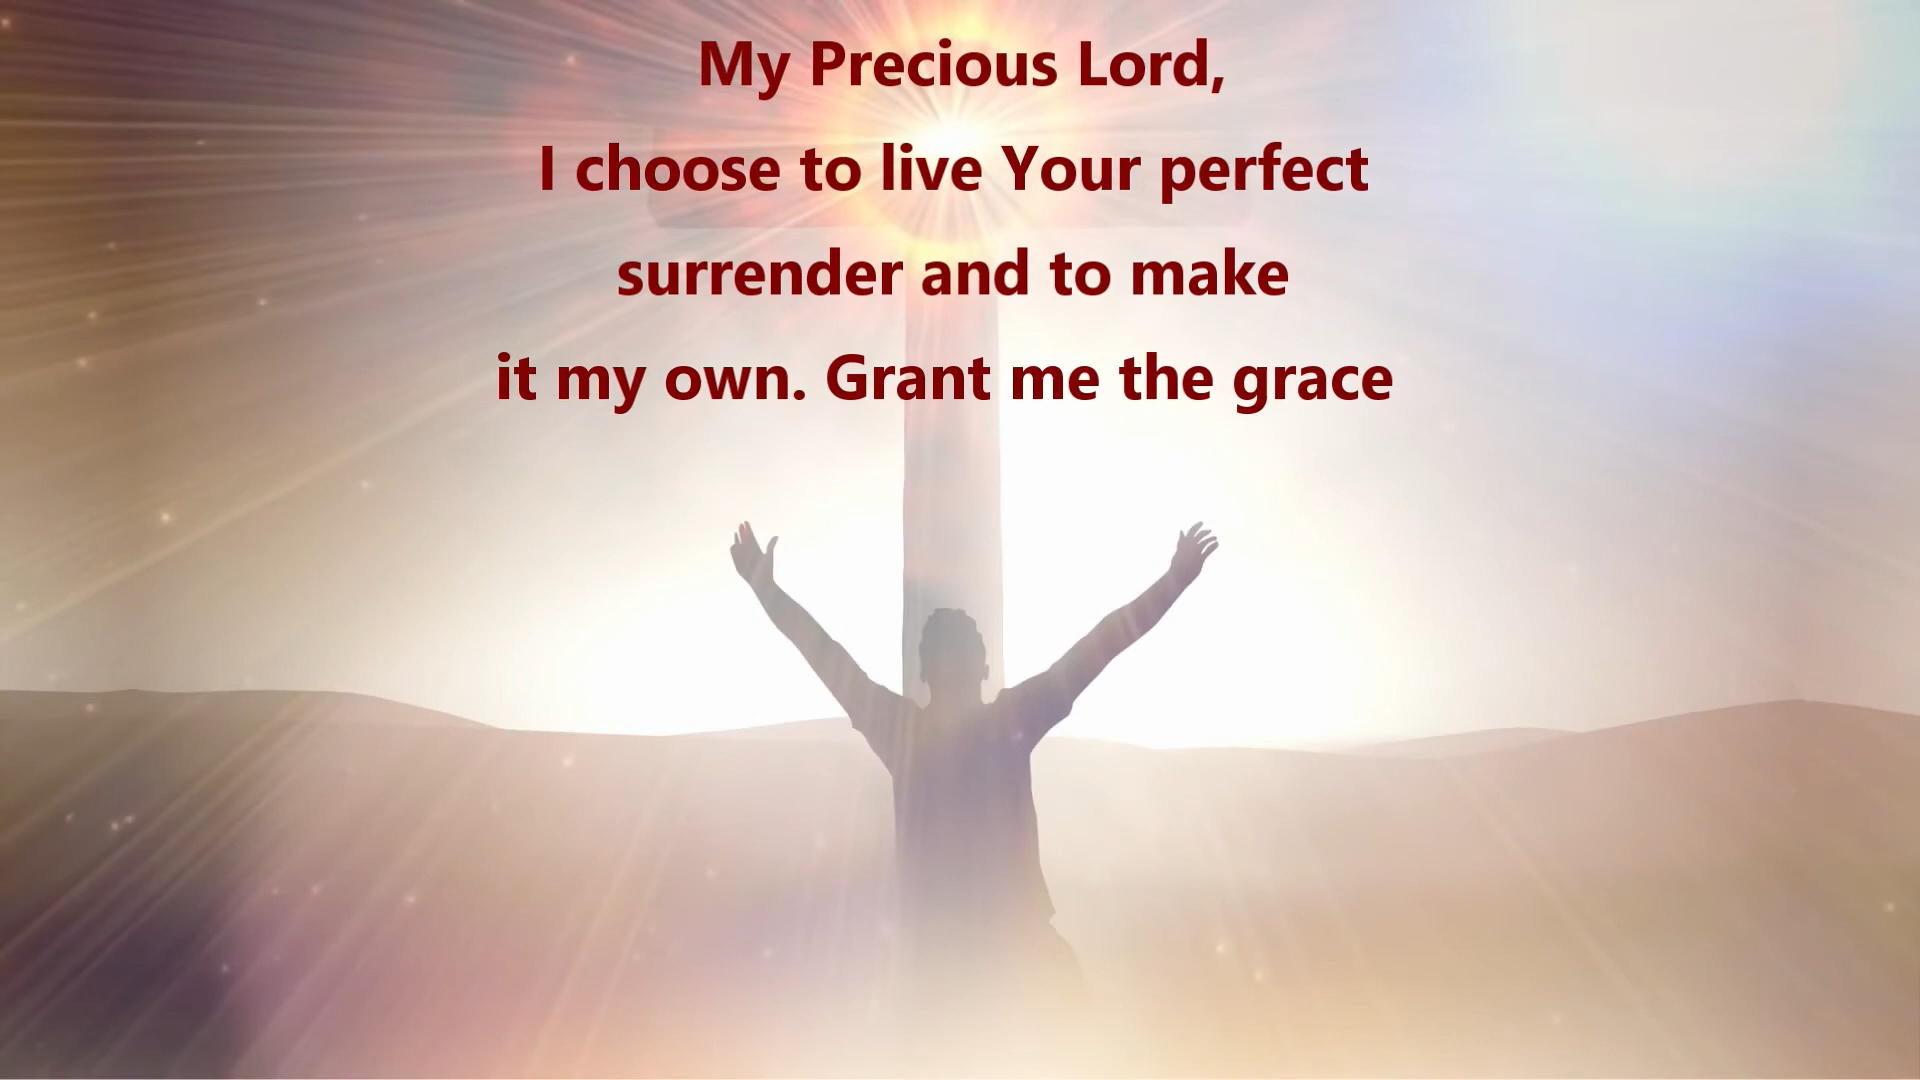 My Precious Lord,
I choose to live Your perfect
surrender and to make
it my own. Grant me the grace